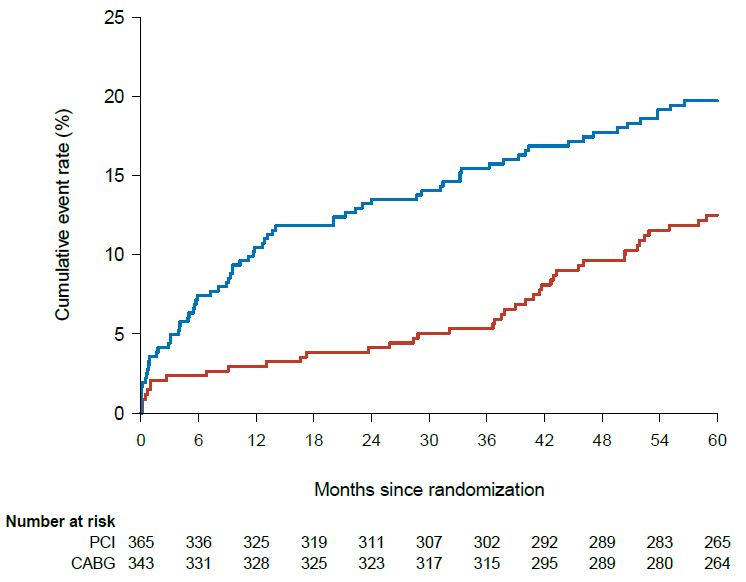 25
20
15
10
5
0
Cumulative event rate (%)
0 6 12 18 24 30 36 42 48 54 60
Months since randomization
Number at risk
PCI 365 336 325 319 311 307 302 292 289 283 265
CABG 343 331 328 325 323 317 315 295 289 280 264